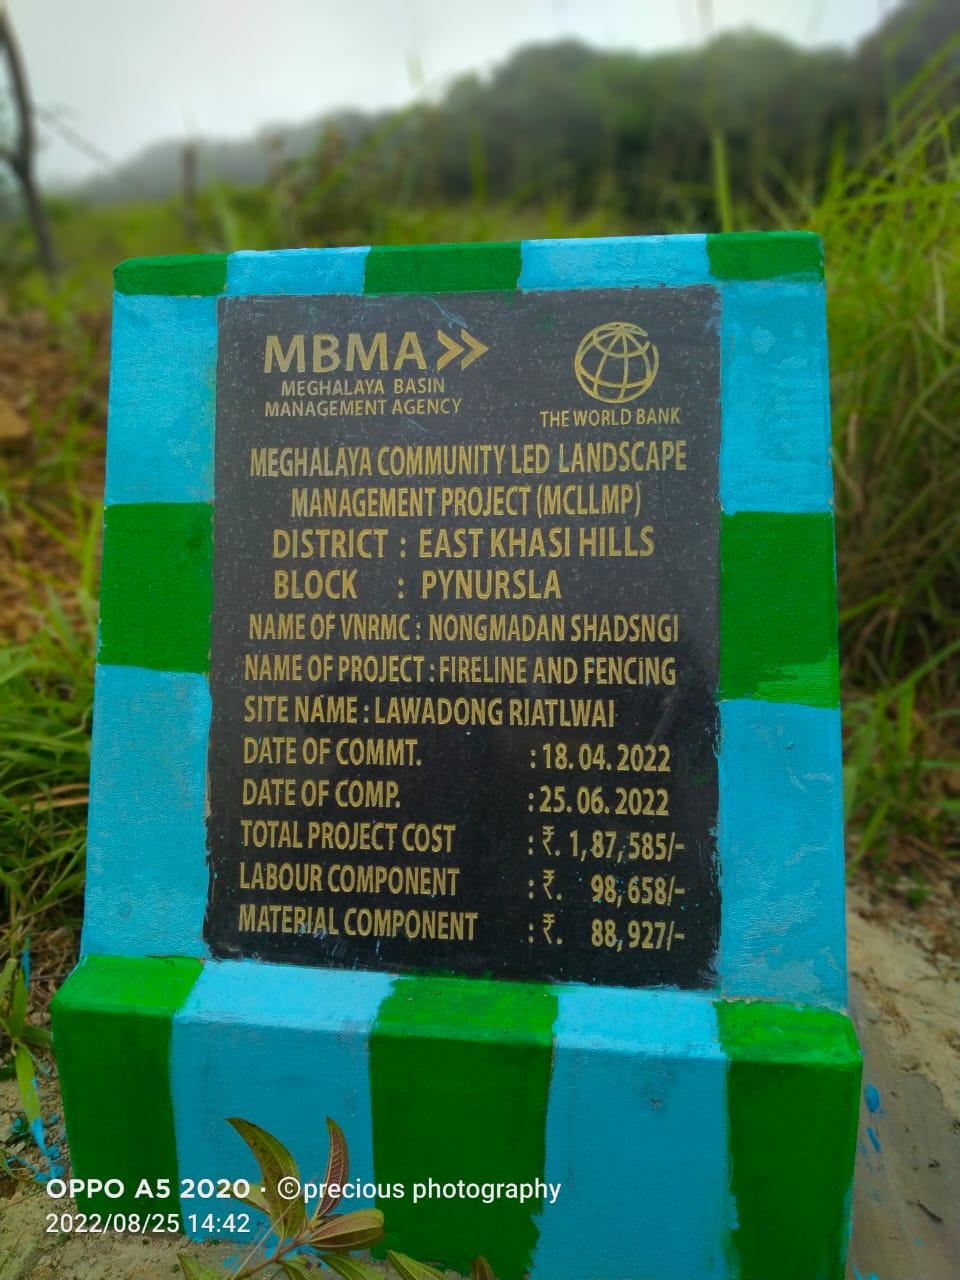 MBMA
MEGHALAYA BASIN
MANAGEMENT AGENCY
THE WORLD BANK
MEGHALAYA COMMUNITY LED LANDSCAPE
MANAGEMENT PROJECT (MCLLMP)
DISTRICT : EAST KHASI HILLS
BLOCK : PYNURSLA
NAME OF VNRMC : NONGMADAN SHADSNGI
NAME OF PROJECT : FIRELINE AND FENCING
SITE NAME : LAWADONG RIATLWAI
DATE OF COMMT. : 18.04.2022
DATE OF COMP. : 25.06.2022
TOTAL PROJECT COST : ₹. 1,87,585/-
LABOUR COMPONENT : ₹. 98,658/-
MATERIAL COMPONENT : ₹. 88,927/-
OPPO A5 2020 · ©precious photography
2022/08/25 14:42